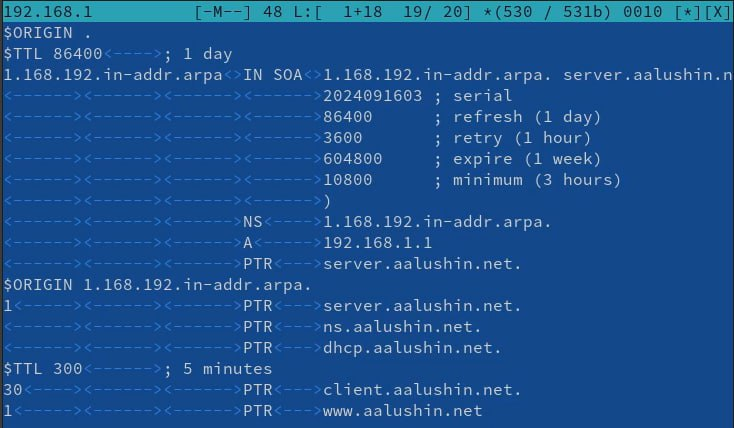 192.168.1 [-M--] 48 L:[ 1+18 19/ 20] *(530 / 531b) 0010 [*][X]
$ORIGIN .
$TTL 86400<---->; 1 day
1.168.192.in-addr.arpa<>IN SOA<>1.168.192.in-addr.arpa. server.aalushin.n
<------><------><------><------>2024091603 ; serial
<------><------><------><------>86400 ; refresh (1 day)
<------><------><------><------>3600 ; retry (1 hour)
<------><------><------><------>604800 ; expire (1 week)
<------><------><------><------>10800 ; minimum (3 hours)
<------><------><------><------>)
<------><------><------>NS<---->1.168.192.in-addr.arpa.
<------><------><------>A<----->192.168.1.1
<------><------><------>PTR<--->server.aalushin.net.
$ORIGIN 1.168.192.in-addr.arpa.
1<-----><------><------>PTR<--->server.aalushin.net.
<------><------><------>PTR<--->ns.aalushin.net.
<------><------><------>PTR<--->dhcp.aalushin.net.
$TTL 300<------>; 5 minutes
30<----><------><------>PTR<--->client.aalushin.net.
1<-----><------><------>PTR<--->www.aalushin.net